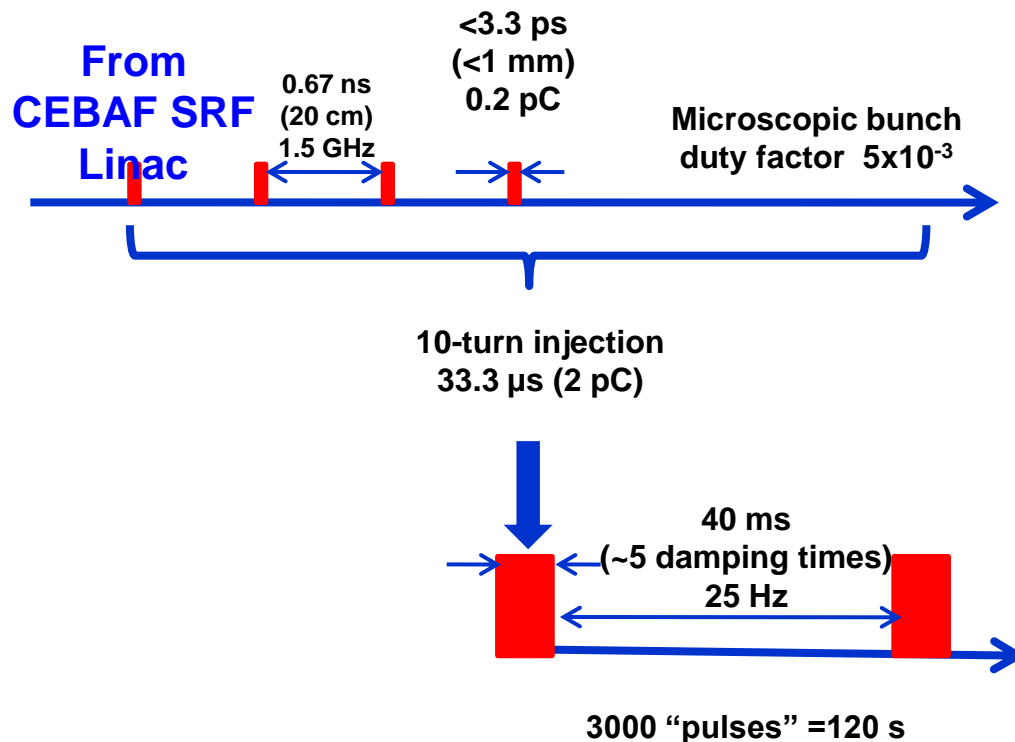 From
CEBAF SRF
Linac
0.67 ns
(20 cm)
1.5 GHz
<3.3 ps
(<1 mm)
0.2 pC
Microscopic bunch
duty factor 5x10⁻³
10-turn injection
33.3 µs (2 pC)
40 ms
(~5 damping times)
25 Hz
3000 “pulses” =120 s